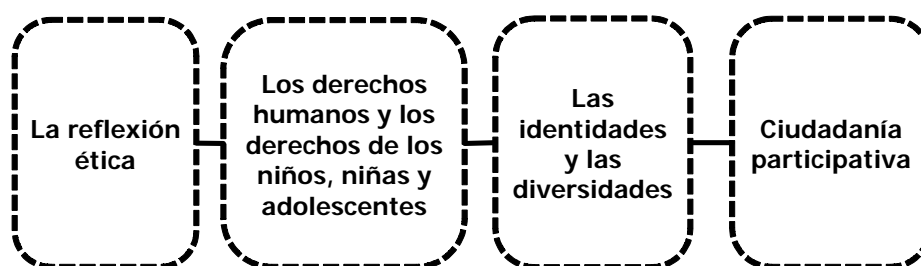 La reflexión
ética
Los derechos
humanos y los
derechos de los
niños, niñas y
adolescentes
Las
identidades
y las
diversidades
Ciudadanía
participativa